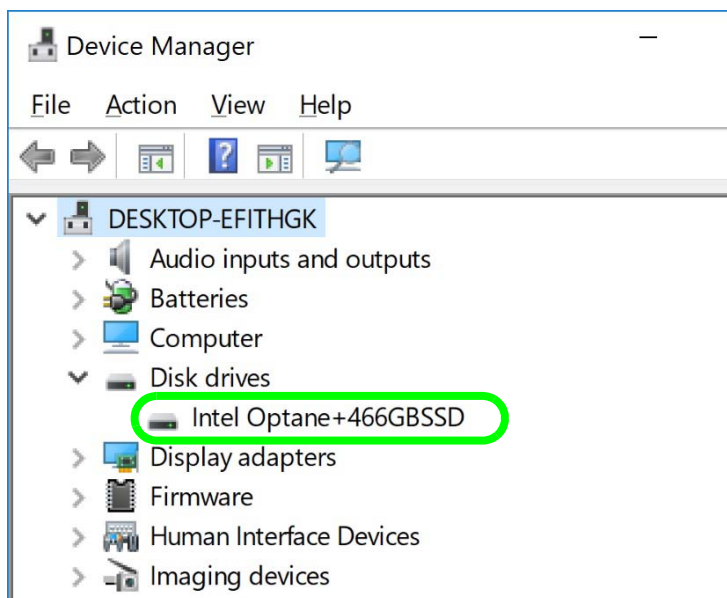 Device Manager
File Action View Help
DESKTOP-EFITHGK
Audio inputs and outputs
Batteries
Computer
Disk drives
Intel Optane+466GBSSD
Display adapters
Firmware
Human Interface Devices
Imaging devices